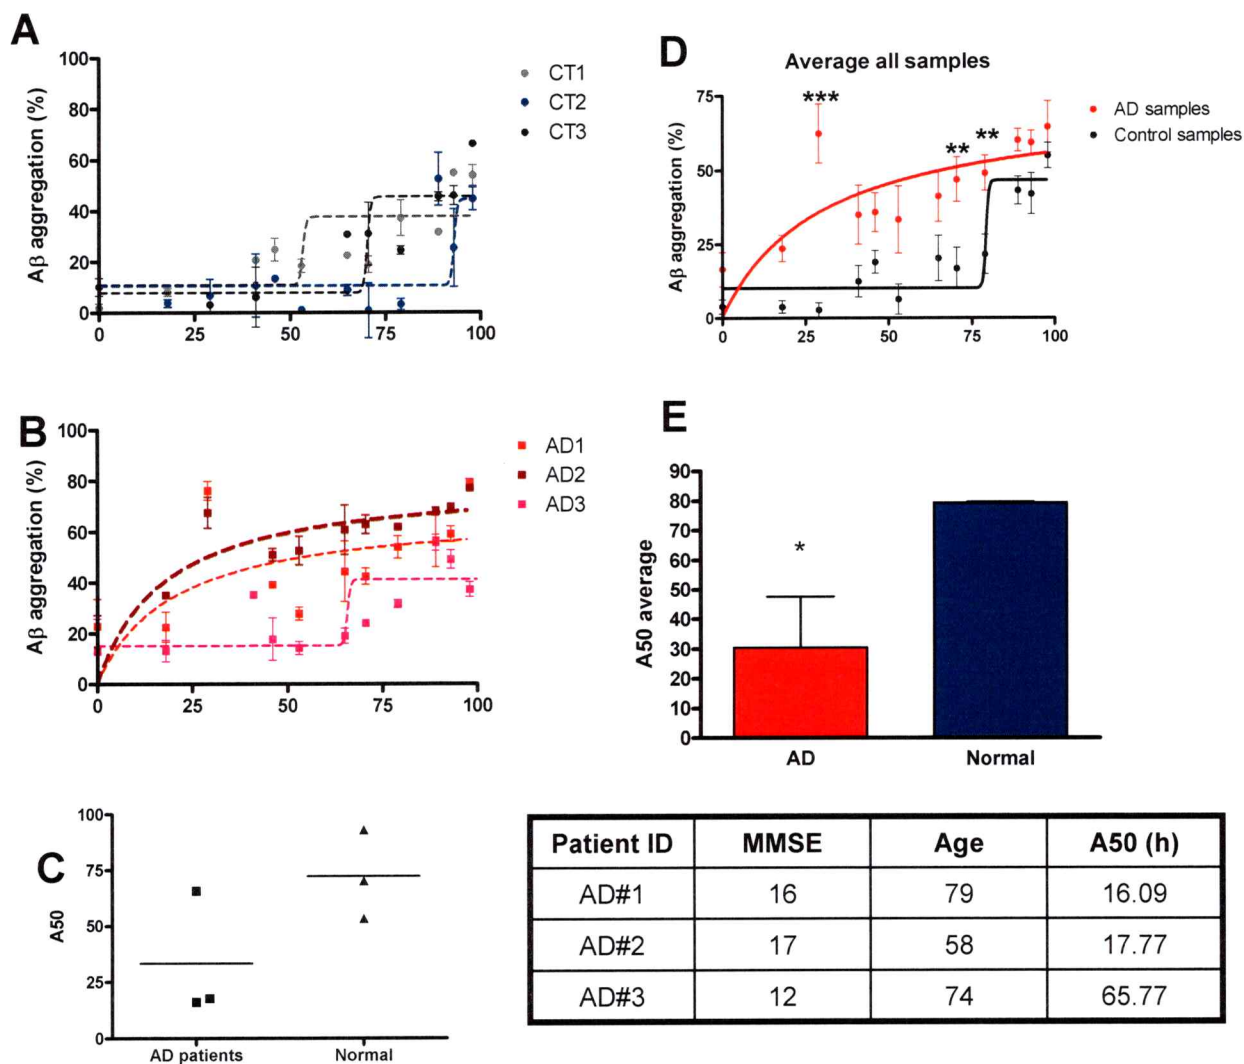 A
Aβ aggregation (%)
100
80
60
40
20
0
0 25 50 75 100
CT1
CT2
CT3
D
Average all samples
Aβ aggregation (%)
75
50
25
0
0 25 50 75 100
***
**
**
AD samples
Control samples
B
Aβ aggregation (%)
100
80
60
40
20
0
0 25 50 75 100
AD1
AD2
AD3
E
A50 average
90
80
70
60
50
40
30
20
10
0
*
AD Normal
C
A50
100
75
50
25
0
AD patients Normal
Patient ID MMSE Age A50 (h)
AD#1 16 79 16.09
AD#2 17 58 17.77
AD#3 12 74 65.77